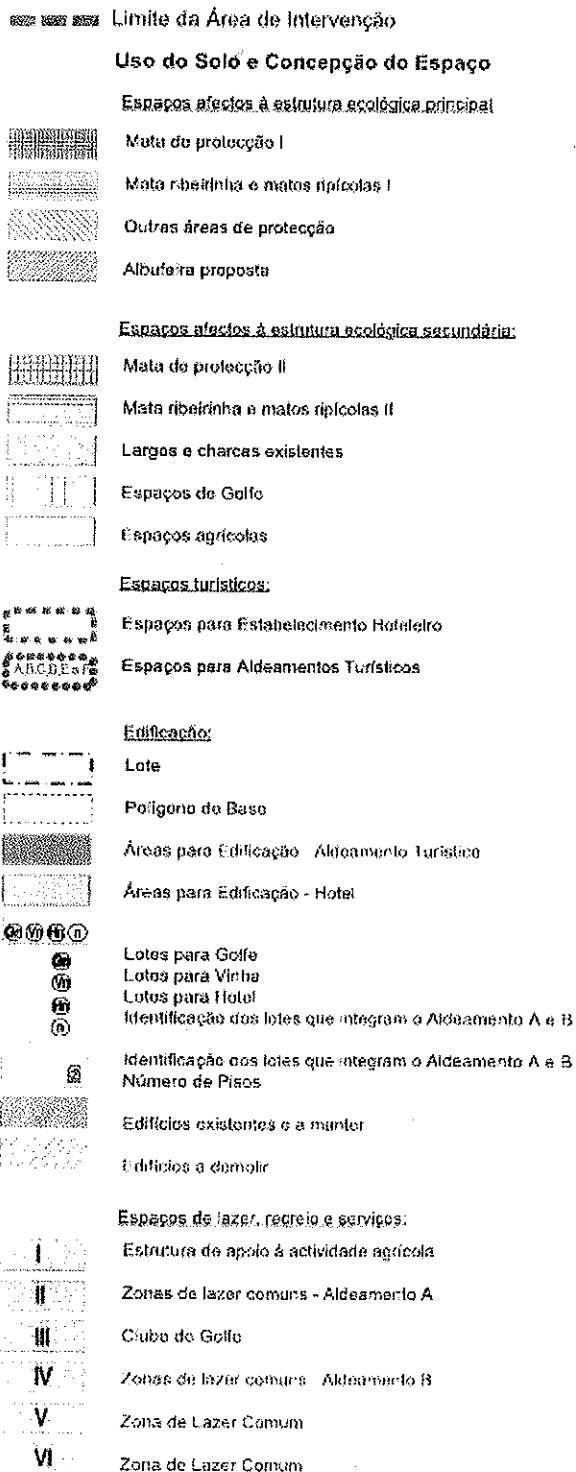 Limite da Área de Intervenção
Uso do Solo e Concepção do Espaço
Espaços afectos à estrutura ecológica principal
Mata de protecção I
Mata ribeirinha e matos ripícolas I
Outras áreas de protecção
Albufeira proposta
Espaços afectos à estrutura ecológica secundária:
Mata de protecção II
Mata ribeirinha e matos ripícolas II
Largos e charcas existentes
Espaços de Golfe
Espaços agrícolas
Espaços turísticos:
Espaços para Estabelecimento Hoteleiro
A,B,C,D,E e F Espaços para Aldeamentos Turísticos
Edificação:
Lote
Polígono de Base
Áreas para Edificação - Aldeamento Turístico
Áreas para Edificação - Hotel
Gn Vn Hn n
Gn Lotes para Golfe
Vn Lotes para Vinha
Hn Lotes para Hotel
n Identificação dos lotes que integram o Aldeamento A e B
Identificação dos lotes que integram o Aldeamento A e B
2 Número de Pisos
Edifícios existentes e a manter
Edifícios a demolir
Espaços de lazer, recreio e serviços:
I Estrutura de apoio à actividade agrícola
II Zonas de lazer comuns - Aldeamento A
III Clube de Golfe
IV Zonas de lazer comuns - Aldeamento B
V Zona de Lazer Comum
VI Zona de Lazer Comum